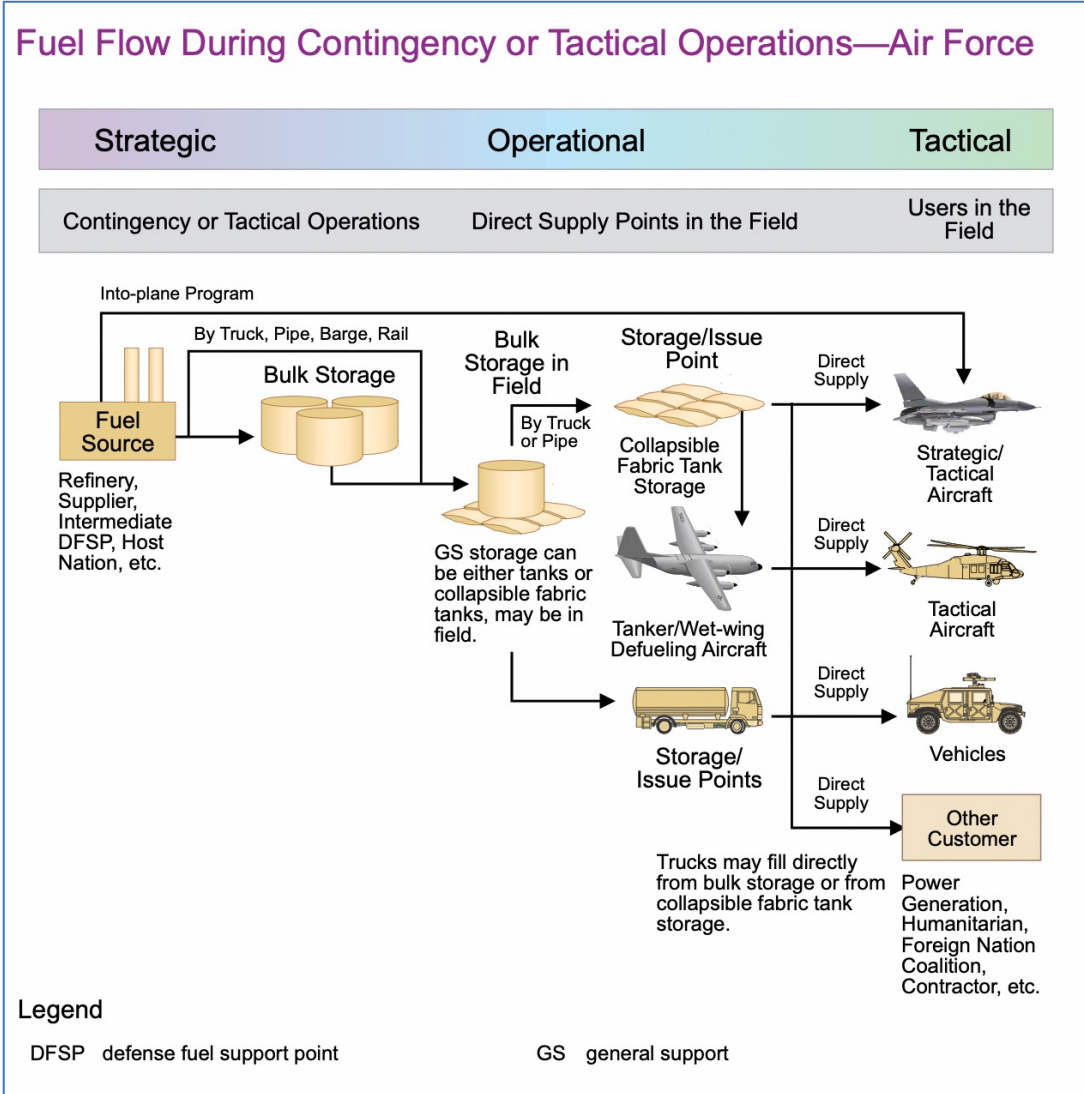 Fuel Flow During Contingency or Tactical Operations—Air Force
Strategic
Operational
Tactical
Contingency or Tactical Operations
Direct Supply Points in the Field
Users in the
Field
Into-plane Program
By Truck, Pipe, Barge, Rail
Fuel
Source
Refinery,
Supplier,
Intermediate
DFSP, Host
Nation, etc.
Bulk Storage
Bulk
Storage in
Field
By Truck
or Pipe
GS storage can
be either tanks or
collapsible fabric
tanks, may be in
field.
Storage/Issue
Point
Collapsible
Fabric Tank
Storage
Tanker/Wet-wing
Defueling Aircraft
Storage/
Issue Points
Trucks may fill directly
from bulk storage or from
collapsible fabric tank
storage.
Direct
Supply
Strategic/
Tactical
Aircraft
Direct
Supply
Tactical
Aircraft
Direct
Supply
Vehicles
Direct
Supply
Other
Customer
Power
Generation,
Humanitarian,
Foreign Nation
Coalition,
Contractor, etc.
Legend
DFSP defense fuel support point
GS general support